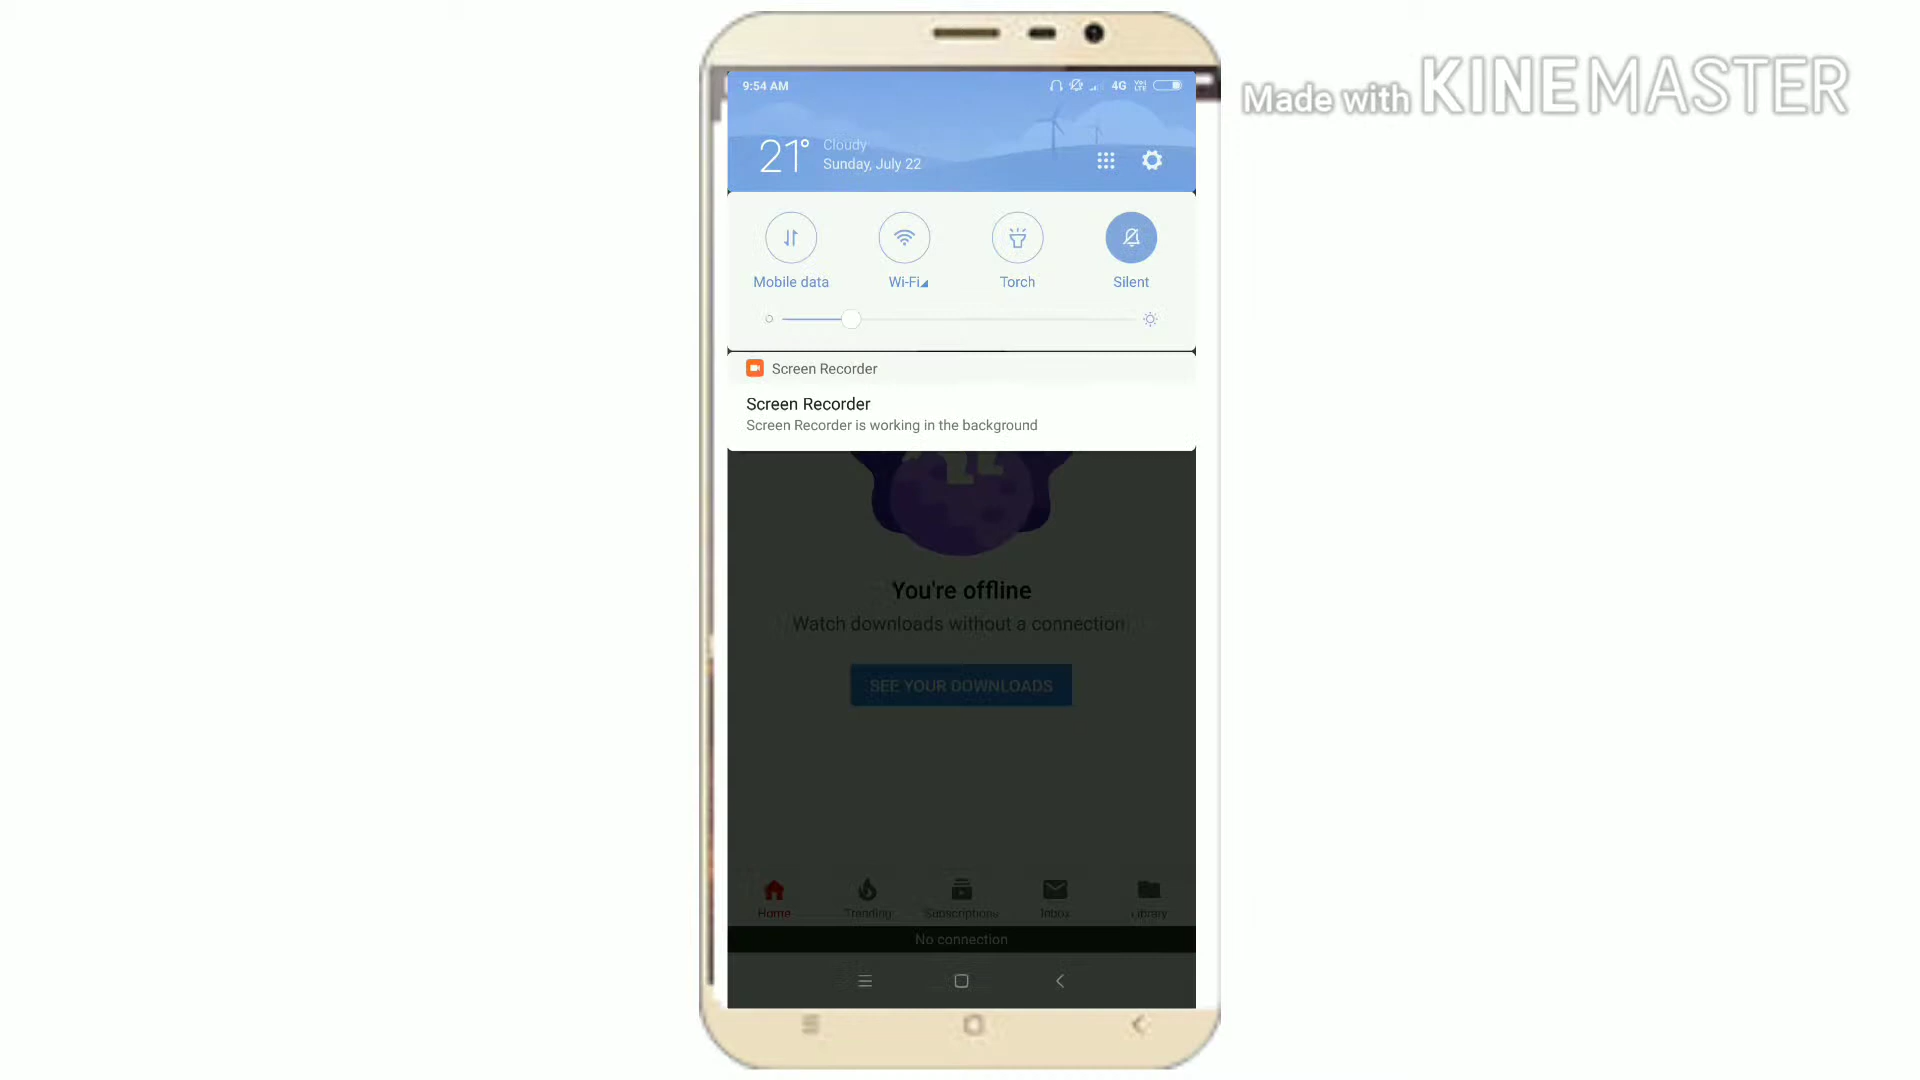 Made with KINEMASTER
9:54 AM
4G
VoLTE
21°
Cloudy
Sunday, July 22
Mobile data
Wi-Fi
Torch
Silent
Screen Recorder
Screen Recorder
Screen Recorder is working in the background
You're offline
Watch downloads without a connection
SEE YOUR DOWNLOADS
Home
Trending
Subscriptions
Inbox
Library
No connection